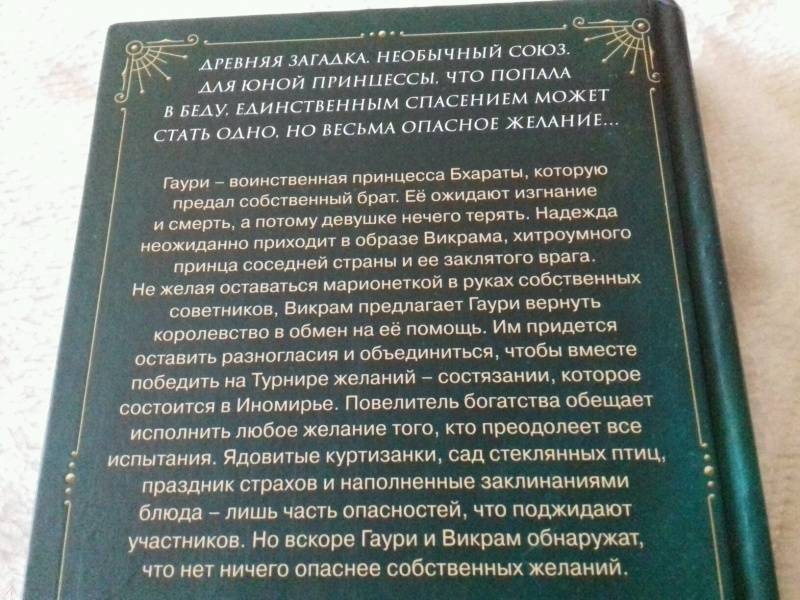 ДРЕВНЯЯ ЗАГАДКА. НЕОБЫЧНЫЙ СОЮЗ.
ДЛЯ ЮНОЙ ПРИНЦЕССЫ, ЧТО ПОПАЛА
В БЕДУ, ЕДИНСТВЕННЫМ СПАСЕНИЕМ МОЖЕТ
СТАТЬ ОДНО, НО ВЕСЬМА ОПАСНОЕ ЖЕЛАНИЕ...
Гаури – воинственная принцесса Бхараты, которую
предал собственный брат. Её ожидают изгнание
и смерть, а потому девушке нечего терять. Надежда
неожиданно приходит в образе Викрама, хитроумного
принца соседней страны и ее заклятого врага.
Не желая оставаться марионеткой в руках собственных
советников, Викрам предлагает Гаури вернуть
королевство в обмен на её помощь. Им придется
оставить разногласия и объединиться, чтобы вместе
победить на Турнире желаний – состязании, которое
состоится в Иномирье. Повелитель богатства обещает
исполнить любое желание того, кто преодолеет все
испытания. Ядовитые куртизанки, сад стеклянных птиц,
праздник страхов и наполненные заклинаниями
блюда – лишь часть опасностей, что поджидают
участников. Но вскоре Гаури и Викрам обнаружат,
что нет ничего опаснее собственных желаний.